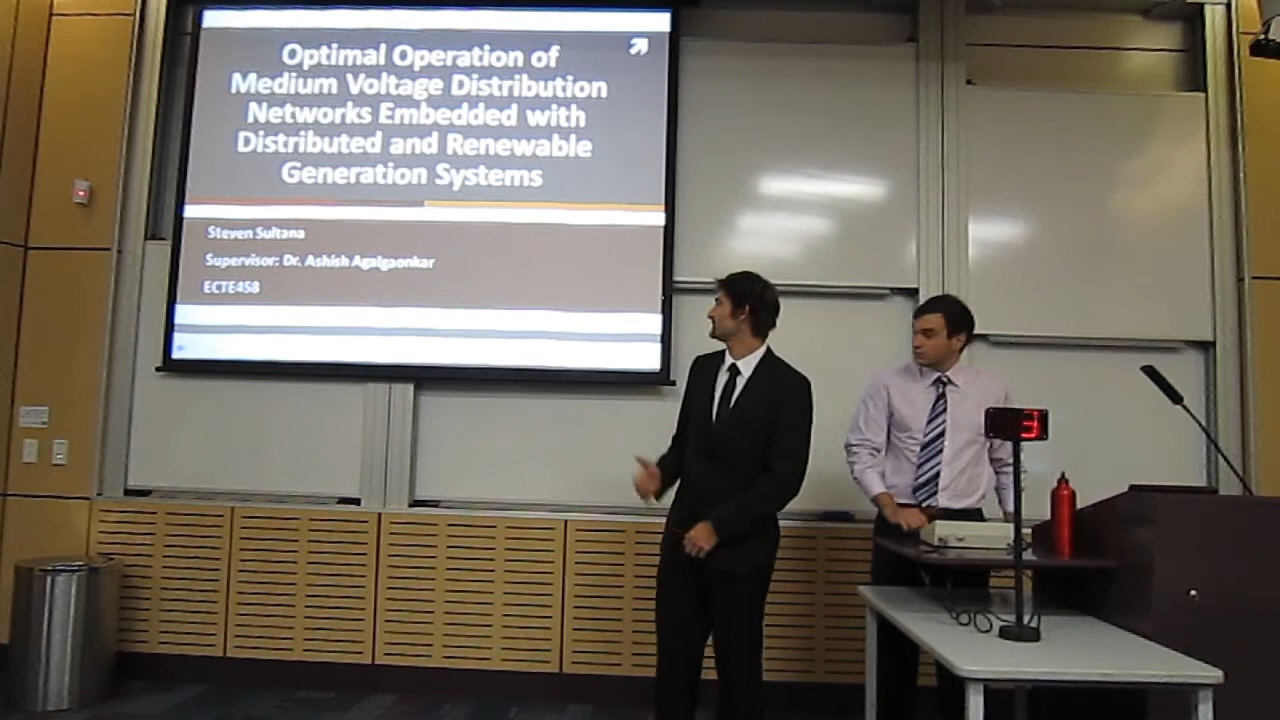 Optimal Operation of
Medium Voltage Distribution
Networks Embedded with
Distributed and Renewable
Generation Systems
Steven Sultana
Supervisor: Dr. Ashish Agalgaonkar
ECTE458
3